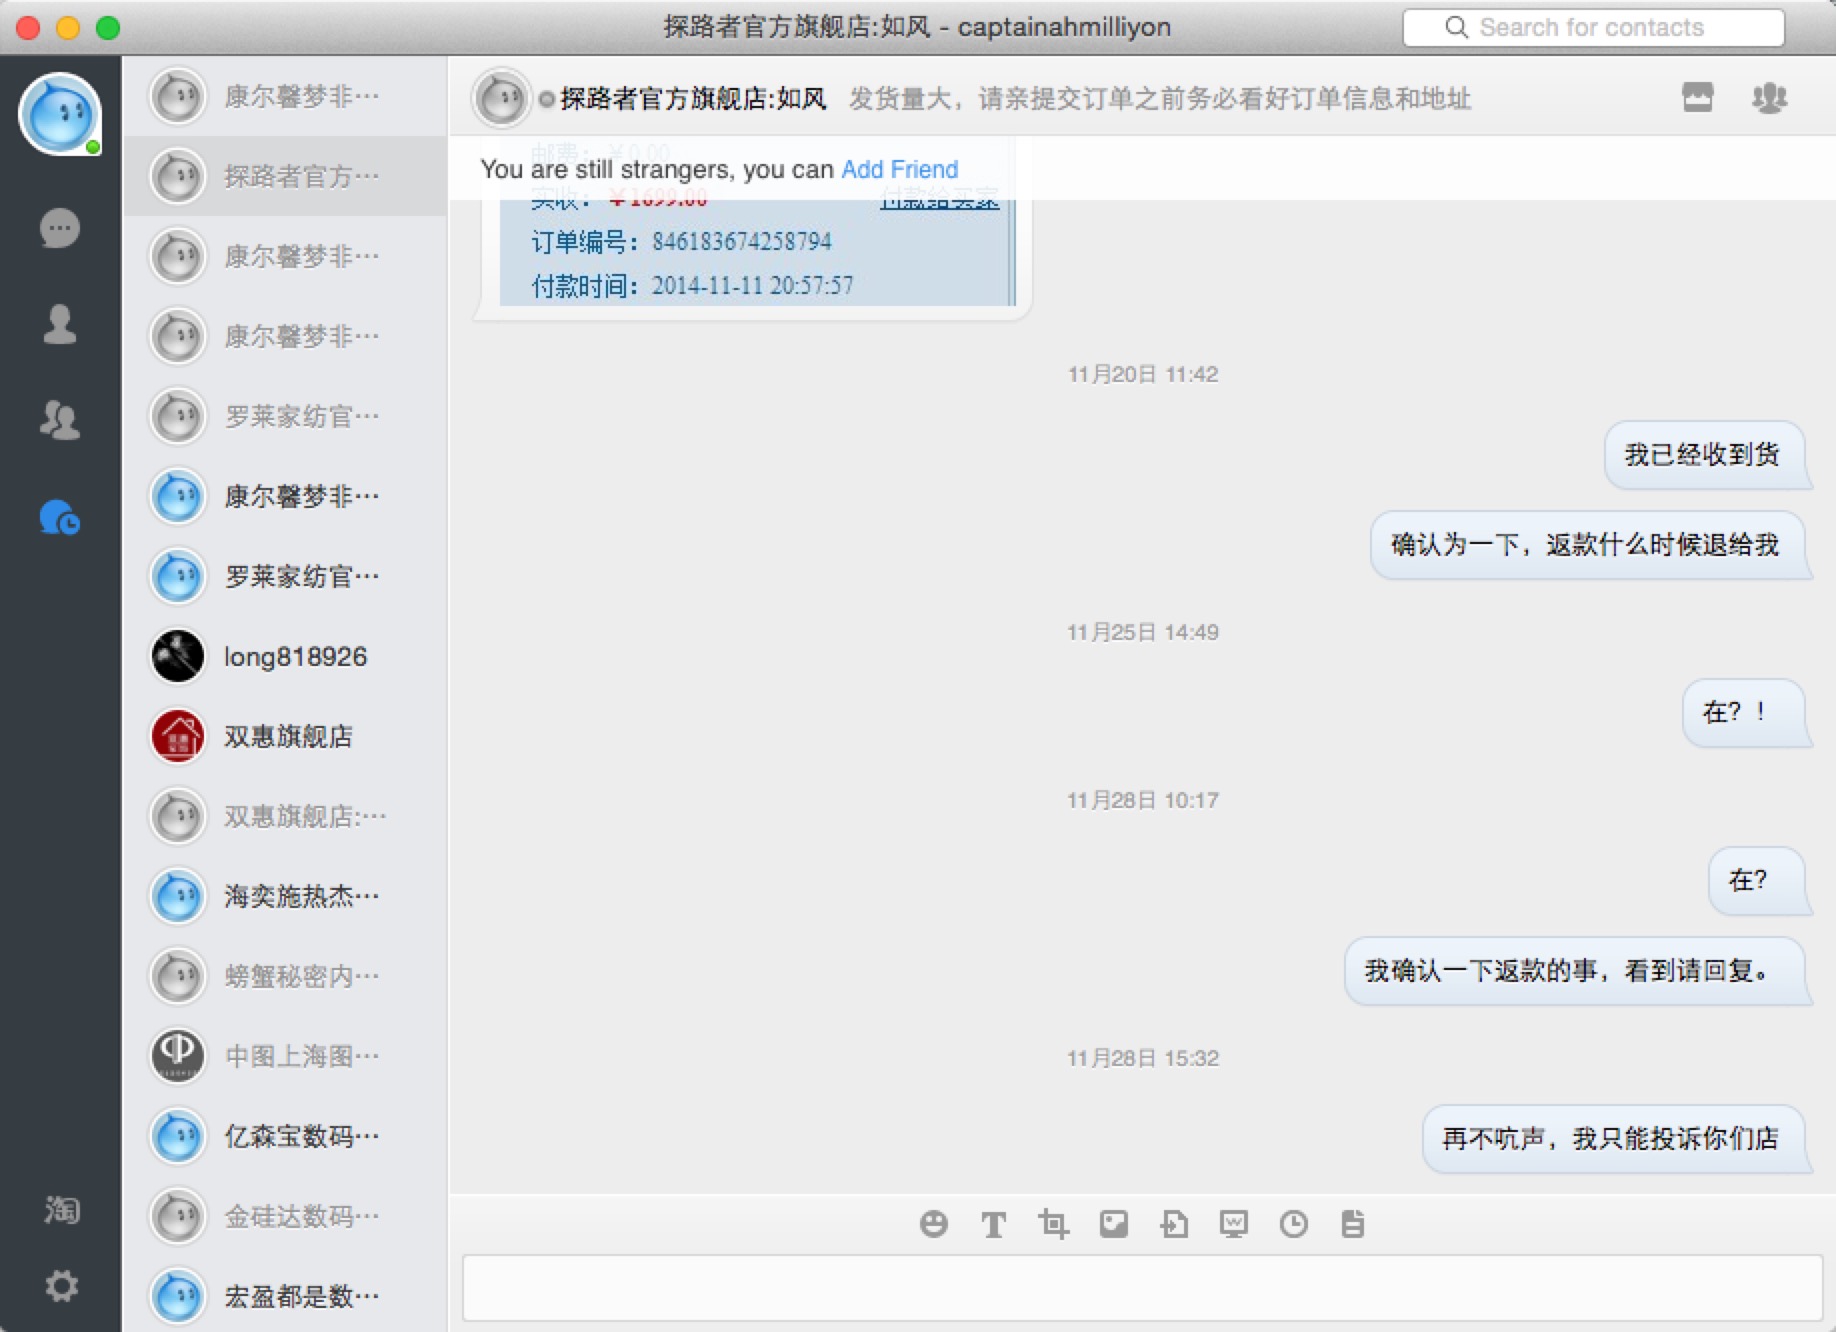 探路者官方旗舰店:如风 - captainahmilliyon
Search for contacts
康尔馨梦非…
探路者官方…
康尔馨梦非…
康尔馨梦非…
罗莱家纺官…
康尔馨梦非…
罗莱家纺官…
long818926
双惠旗舰店
双惠旗舰店:…
海奕施热杰…
螃蟹秘密内…
中图上海图…
亿森宝数码…
金硅达数码…
宏盈都是数…
淘
探路者官方旗舰店:如风 发货量大，请亲提交订单之前务必看好订单信息和地址
邮费：￥0.00
You are still strangers, you can Add Friend
实收：￥1699.00 付款给买家
订单编号：846183674258794
付款时间：2014-11-11 20:57:57
11月20日 11:42
我已经收到货
确认为一下，返款什么时候退给我
11月25日 14:49
在？！
11月28日 10:17
在？
我确认一下返款的事，看到请回复。
11月28日 15:32
再不吭声，我只能投诉你们店